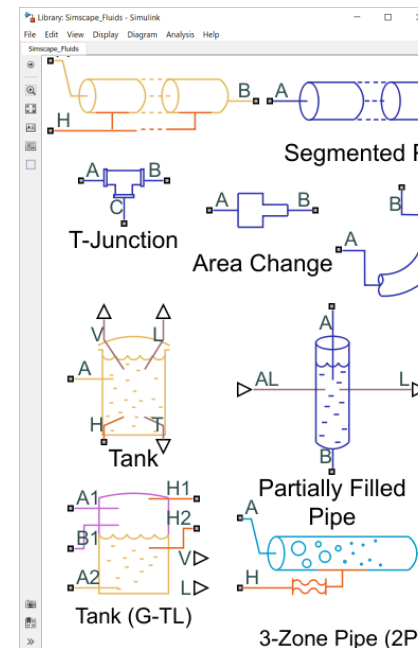 Library: Simscape_Fluids - Simulink
File Edit View Display Diagram Analysis Help
Simscape_Fluids
B A
H
Segmented
A B
C
T-Junction
A B
Area Change
B
A
V L
A
H T
Tank
A
AL L
B
Partially Filled
Pipe
A1 H1
H2
B1
V
A2 L
Tank (G-TL)
A
H
3-Zone Pipe (2P